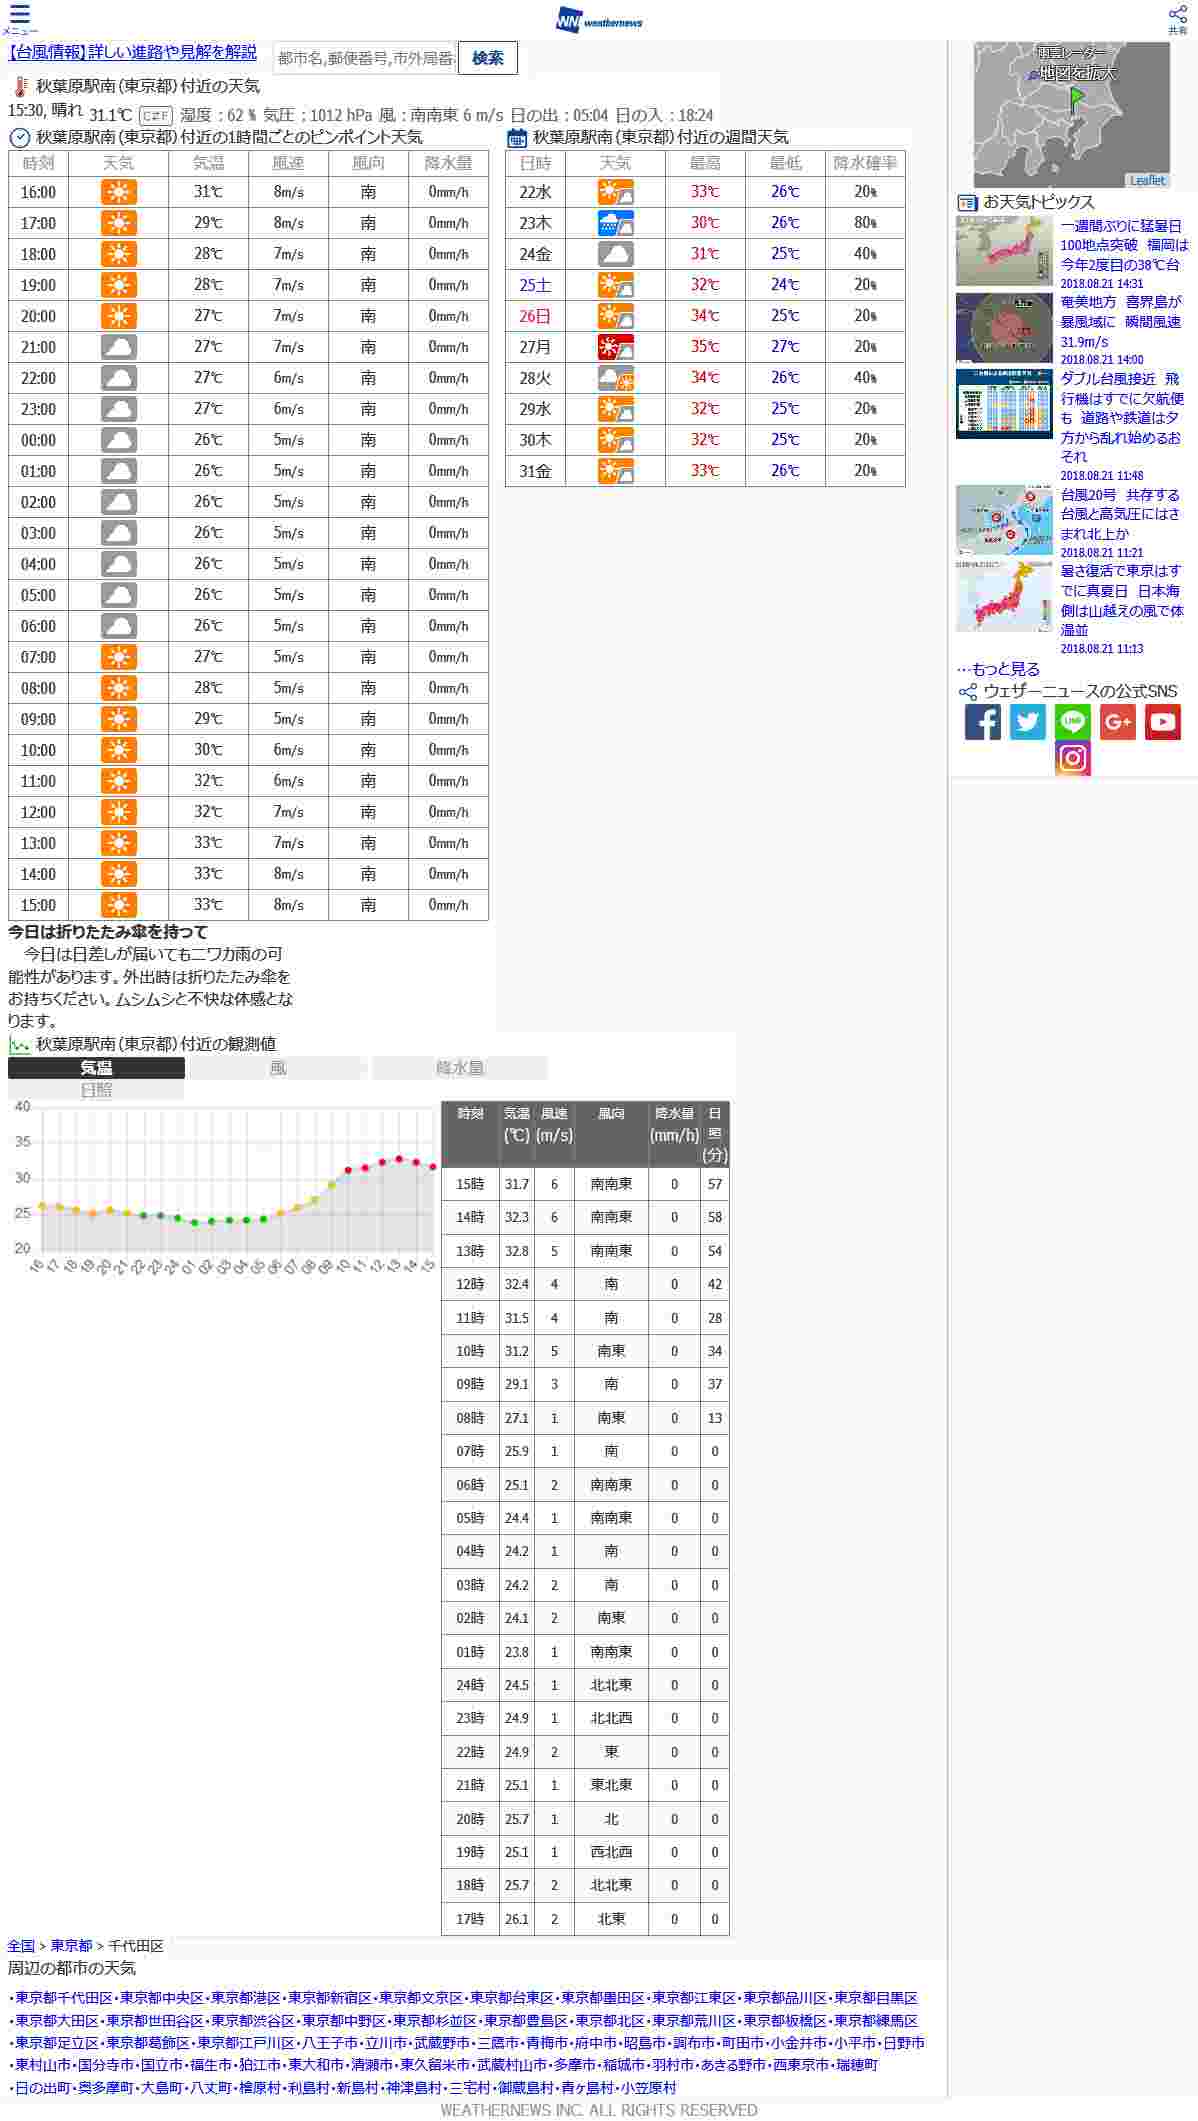 メニュー
weathernews
共有
【台風情報】詳しい進路や見解を解説
都市名,郵便番号,市外局番
検索
秋葉原駅南(東京都)付近の天気
15:30, 晴れ 31.1℃ C⇄F 湿度 : 62 % 気圧 : 1012 hPa 風 : 南南東 6 m/s 日の出 : 05:04 日の入 : 18:24
秋葉原駅南(東京都)付近の1時間ごとのピンポイント天気
時刻 天気 気温 風速 風向 降水量
16:00 31℃ 8m/s 南 0mm/h
17:00 29℃ 8m/s 南 0mm/h
18:00 28℃ 7m/s 南 0mm/h
19:00 28℃ 7m/s 南 0mm/h
20:00 27℃ 7m/s 南 0mm/h
21:00 27℃ 7m/s 南 0mm/h
22:00 27℃ 6m/s 南 0mm/h
23:00 27℃ 6m/s 南 0mm/h
00:00 26℃ 5m/s 南 0mm/h
01:00 26℃ 5m/s 南 0mm/h
02:00 26℃ 5m/s 南 0mm/h
03:00 26℃ 5m/s 南 0mm/h
04:00 26℃ 5m/s 南 0mm/h
05:00 26℃ 5m/s 南 0mm/h
06:00 26℃ 5m/s 南 0mm/h
07:00 27℃ 5m/s 南 0mm/h
08:00 28℃ 5m/s 南 0mm/h
09:00 29℃ 5m/s 南 0mm/h
10:00 30℃ 6m/s 南 0mm/h
11:00 32℃ 6m/s 南 0mm/h
12:00 32℃ 7m/s 南 0mm/h
13:00 33℃ 7m/s 南 0mm/h
14:00 33℃ 8m/s 南 0mm/h
15:00 33℃ 8m/s 南 0mm/h
秋葉原駅南(東京都)付近の週間天気
日時 天気 最高 最低 降水確率
22水 33℃ 26℃ 20%
23木 30℃ 26℃ 80%
24金 31℃ 25℃ 40%
25土 32℃ 24℃ 20%
26日 34℃ 25℃ 20%
27月 35℃ 27℃ 20%
28火 34℃ 26℃ 40%
29水 32℃ 25℃ 20%
30木 32℃ 25℃ 20%
31金 33℃ 26℃ 20%
今日は折りたたみ傘を持って
今日は日差しが届いてもニワカ雨の可
能性があります。外出時は折りたたみ傘を
お持ちください。ムシムシと不快な体感とな
ります。
秋葉原駅南(東京都)付近の観測値
気温 風 降水量
日照
40
35
30
25
20
16 17 18 19 20 21 22 23 24 01 02 03 04 05 06 07 08 09 10 11 12 13 14 15
時刻 気温(℃) 風速(m/s) 風向 降水量(mm/h) 日照(分)
15時 31.7 6 南南東 0 57
14時 32.3 6 南南東 0 58
13時 32.8 5 南南東 0 54
12時 32.4 4 南 0 42
11時 31.5 4 南 0 28
10時 31.2 5 南東 0 34
09時 29.1 3 南 0 37
08時 27.1 1 南東 0 13
07時 25.9 1 南 0 0
06時 25.1 2 南南東 0 0
05時 24.4 1 南南東 0 0
04時 24.2 1 南 0 0
03時 24.2 2 南 0 0
02時 24.1 2 南東 0 0
01時 23.8 1 南南東 0 0
24時 24.5 1 北北東 0 0
23時 24.9 1 北北西 0 0
22時 24.9 2 東 0 0
21時 25.1 1 東北東 0 0
20時 25.7 1 北 0 0
19時 25.1 1 西北西 0 0
18時 25.7 2 北北東 0 0
17時 26.1 2 北東 0 0
雨雲レーダー
地図を拡大
Leaflet
お天気トピックス
一週間ぶりに猛暑日
100地点突破 福岡は
今年2度目の38℃台
2018.08.21 14:31
奄美地方 喜界島が
暴風域に 瞬間風速
31.9m/s
2018.08.21 14:00
ダブル台風接近 飛
行機はすでに欠航便
も 道路や鉄道は夕
方から乱れ始めるお
それ
2018.08.21 11:48
台風20号 共存する
台風と高気圧にはさ
まれ北上か
2018.08.21 11:21
暑さ復活で東京はす
でに真夏日 日本海
側は山越えの風で体
温並
2018.08.21 11:13
…もっと見る
ウェザーニュースの公式SNS
LINE
G+
全国 > 東京都 > 千代田区
周辺の都市の天気
・東京都千代田区・東京都中央区・東京都港区・東京都新宿区・東京都文京区・東京都台東区・東京都墨田区・東京都江東区・東京都品川区・東京都目黒区
・東京都大田区・東京都世田谷区・東京都渋谷区・東京都中野区・東京都杉並区・東京都豊島区・東京都北区・東京都荒川区・東京都板橋区・東京都練馬区
・東京都足立区・東京都葛飾区・東京都江戸川区・八王子市・立川市・武蔵野市・三鷹市・青梅市・府中市・昭島市・調布市・町田市・小金井市・小平市・日野市
・東村山市・国分寺市・国立市・福生市・狛江市・東大和市・清瀬市・東久留米市・武蔵村山市・多摩市・稲城市・羽村市・あきる野市・西東京市・瑞穂町
・日の出町・奥多摩町・大島町・八丈町・檜原村・利島村・新島村・神津島村・三宅村・御蔵島村・青ヶ島村・小笠原村
WEATHERNEWS INC. ALL RIGHTS RESERVED